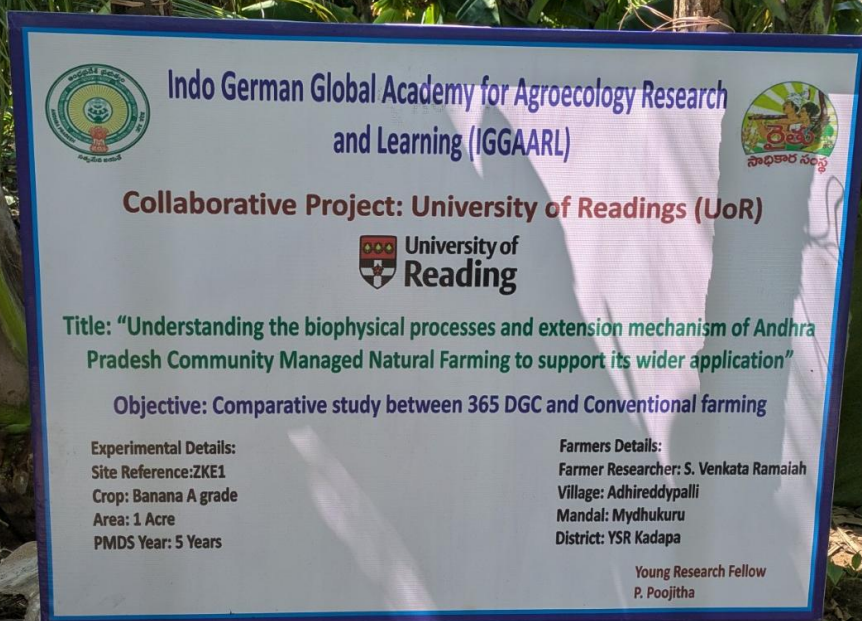 Indo German Global Academy for Agroecology Research
and Learning (IGGAARL)
రైతు
సాధికార సంస్థ
Collaborative Project: University of Readings (UoR)
University of
Reading
Title: “Understanding the biophysical processes and extension mechanism of Andhra
Pradesh Community Managed Natural Farming to support its wider application”
Objective: Comparative study between 365 DGC and Conventional farming
Experimental Details:
Site Reference:ZKE1
Crop: Banana A grade
Area: 1 Acre
PMDS Year: 5 Years
Farmers Details:
Farmer Researcher: S. Venkata Ramaiah
Village: Adhireddypalli
Mandal: Mydhukuru
District: YSR Kadapa
Young Research Fellow
P. Poojitha